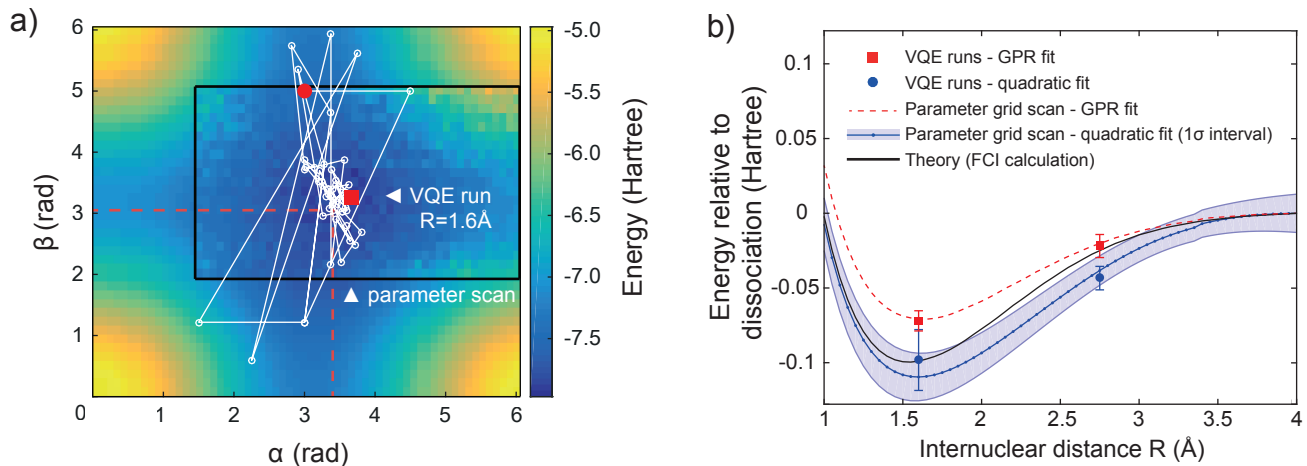 a)
6
5
4
3
2
1
0
0
1
2
3
4
5
6
β (rad)
α (rad)
VQE run
R=1.6Å
parameter scan
-5.0
-5.5
-6.0
-6.5
-7.0
-7.5
Energy (Hartree)
b)
VQE runs - GPR fit
VQE runs - quadratic fit
Parameter grid scan - GPR fit
Parameter grid scan - quadratic fit (1σ interval)
Theory (FCI calculation)
0.1
0.05
0
-0.05
-0.1
Energy relative to
dissociation (Hartree)
1
1.5
2
2.5
3
3.5
4
Internuclear distance R (Å)